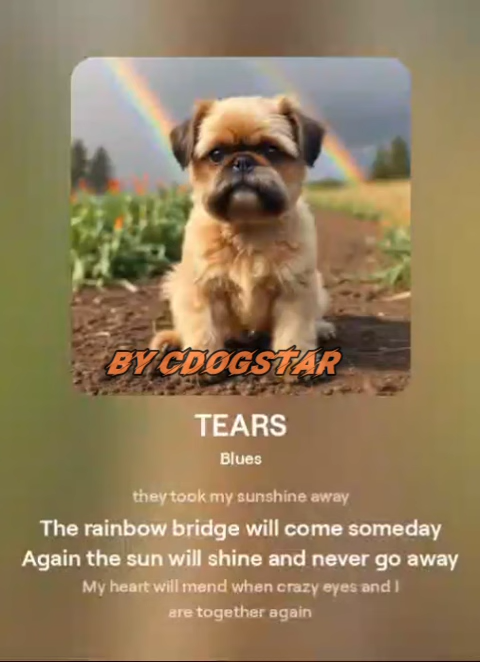 BY CDOGSTAR
TEARS
Blues
they took my sunshine away
The rainbow bridge will come someday
Again the sun will shine and never go away
My heart will mend when crazy eyes and I
are together again